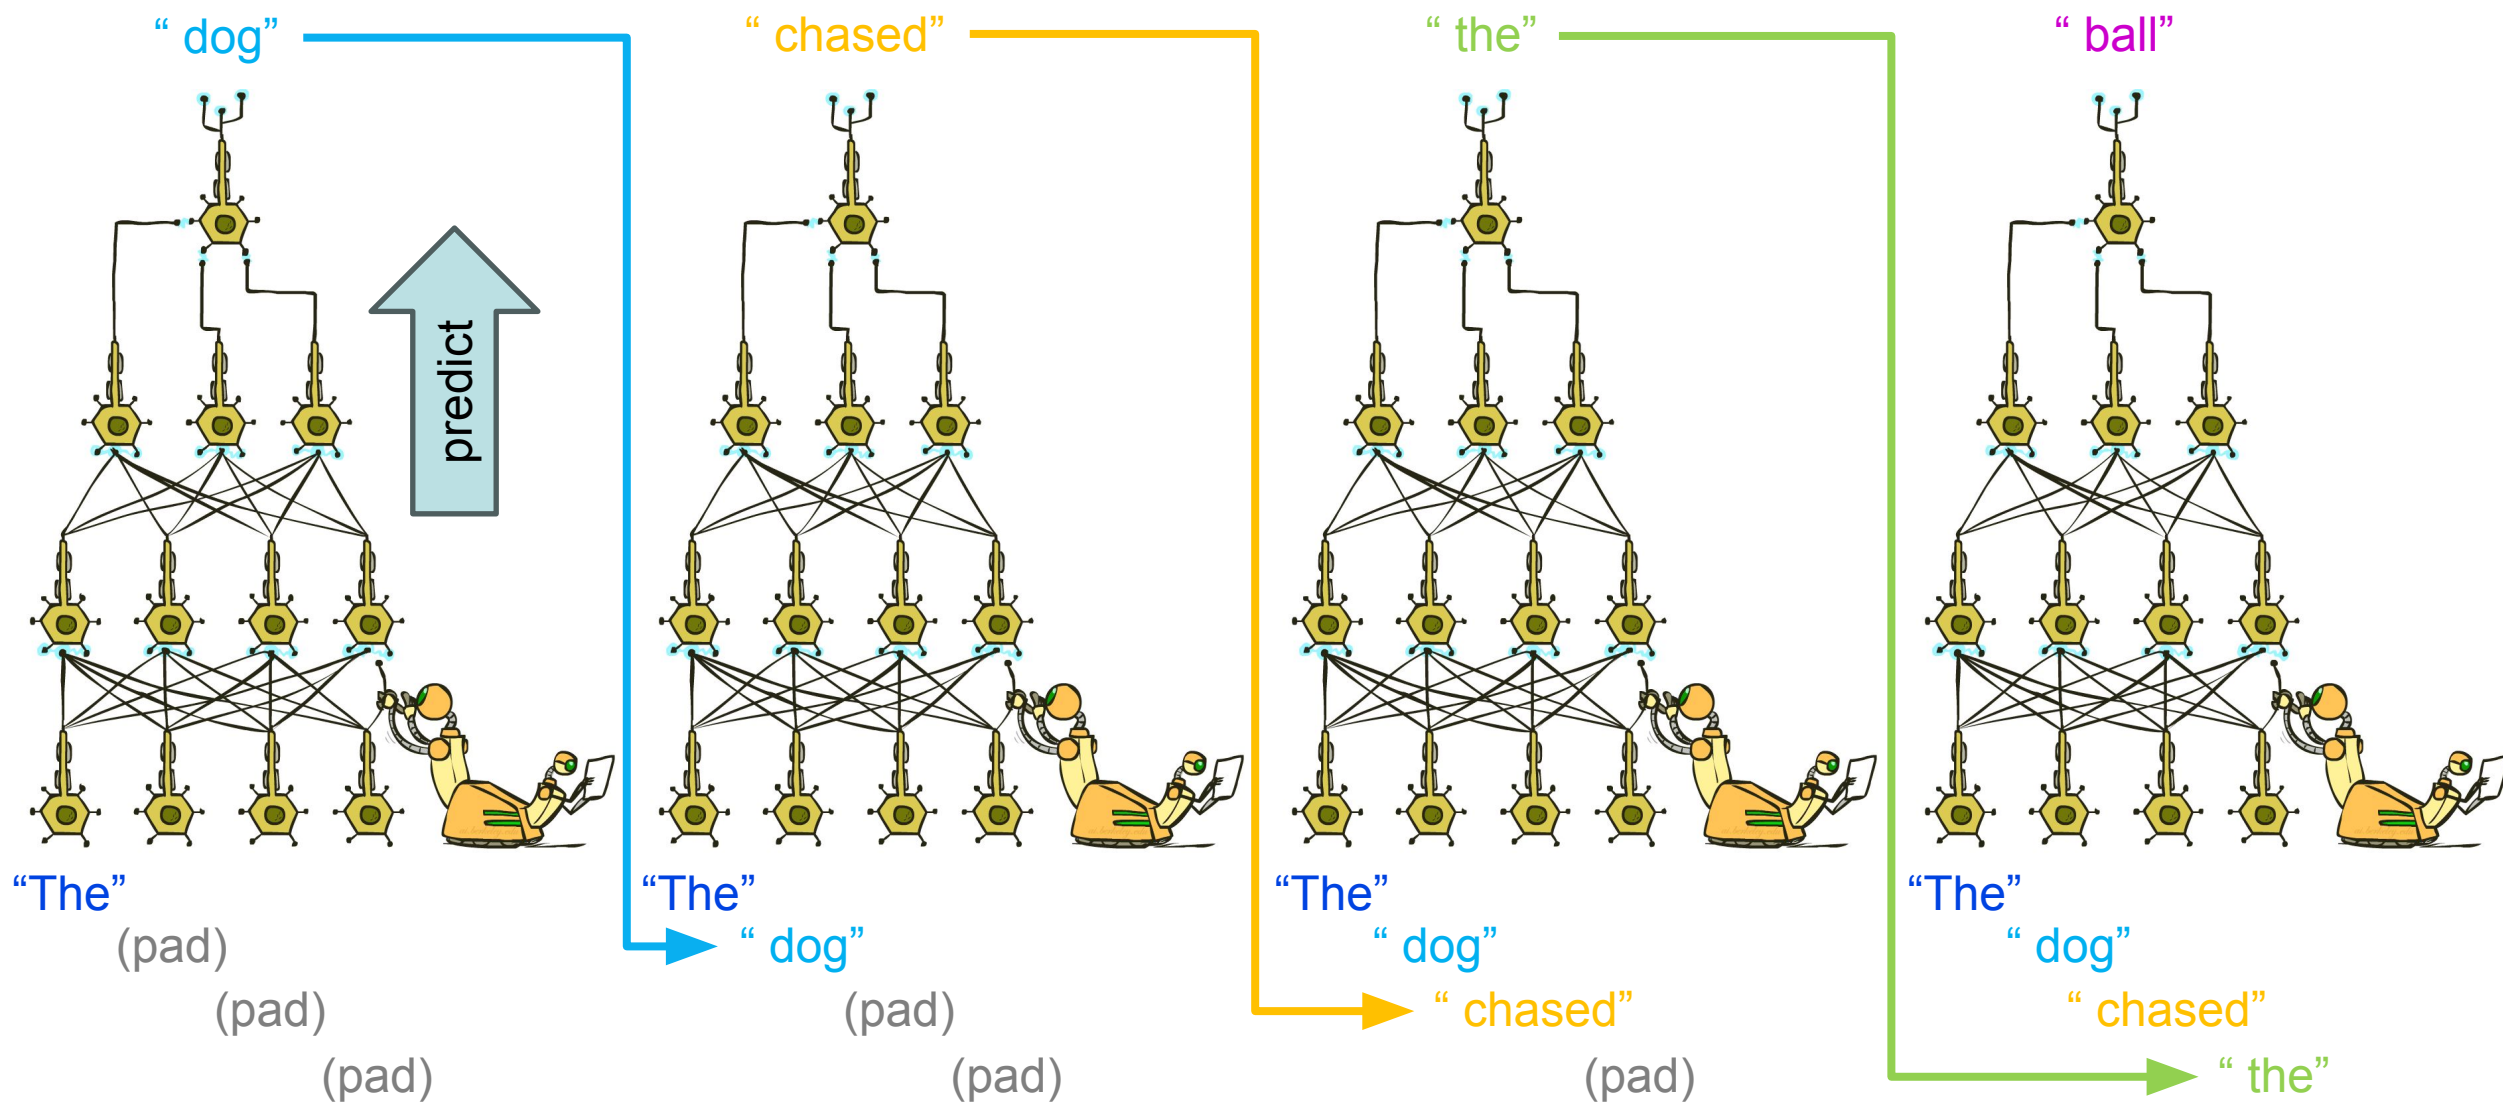 “ dog”
“ chased”
“ the”
“ ball”
predict
“The”
(pad)
(pad)
(pad)
“The”
“ dog”
(pad)
(pad)
“The”
“ dog”
“ chased”
(pad)
“The”
“ dog”
“ chased”
“ the”